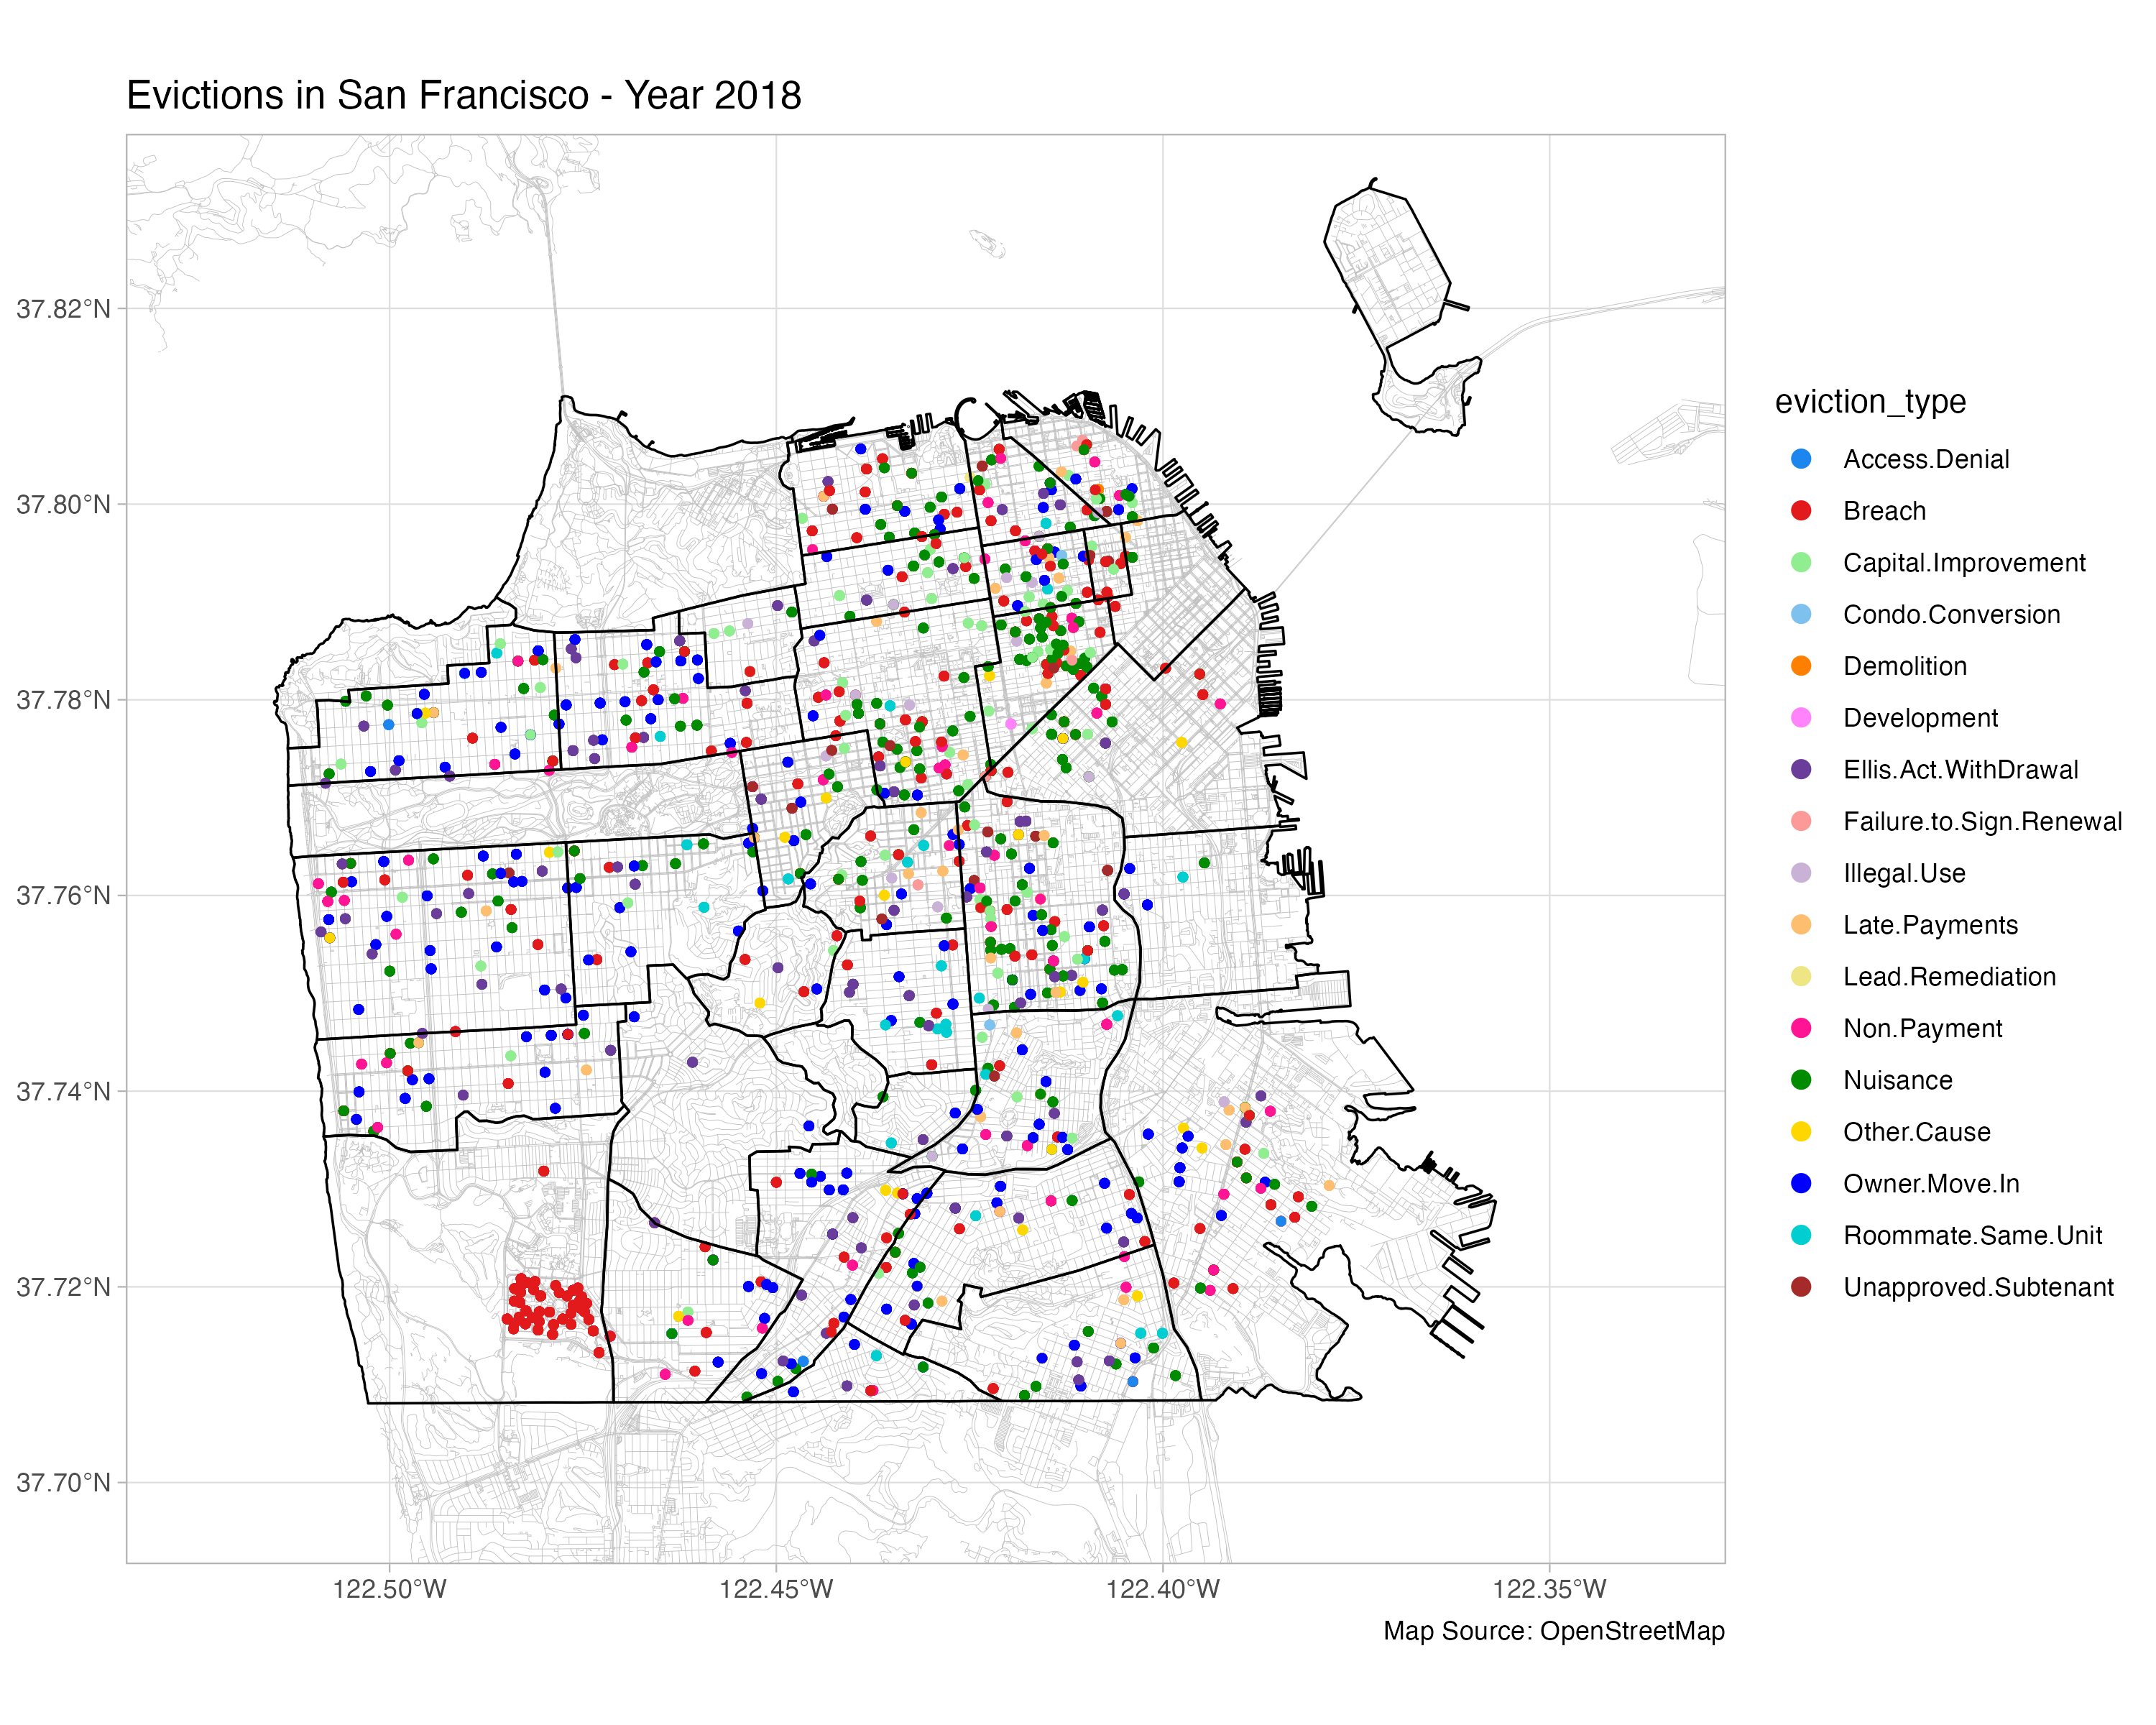 Evictions in San Francisco - Year 2018
37.82°N
37.80°N
37.78°N
37.76°N
37.74°N
37.72°N
37.70°N
122.50°W
122.45°W
122.40°W
122.35°W
Map Source: OpenStreetMap
eviction_type
Access.Denial
Breach
Capital.Improvement
Condo.Conversion
Demolition
Development
Ellis.Act.WithDrawal
Failure.to.Sign.Renewal
Illegal.Use
Late.Payments
Lead.Remediation
Non.Payment
Nuisance
Other.Cause
Owner.Move.In
Roommate.Same.Unit
Unapproved.Subtenant